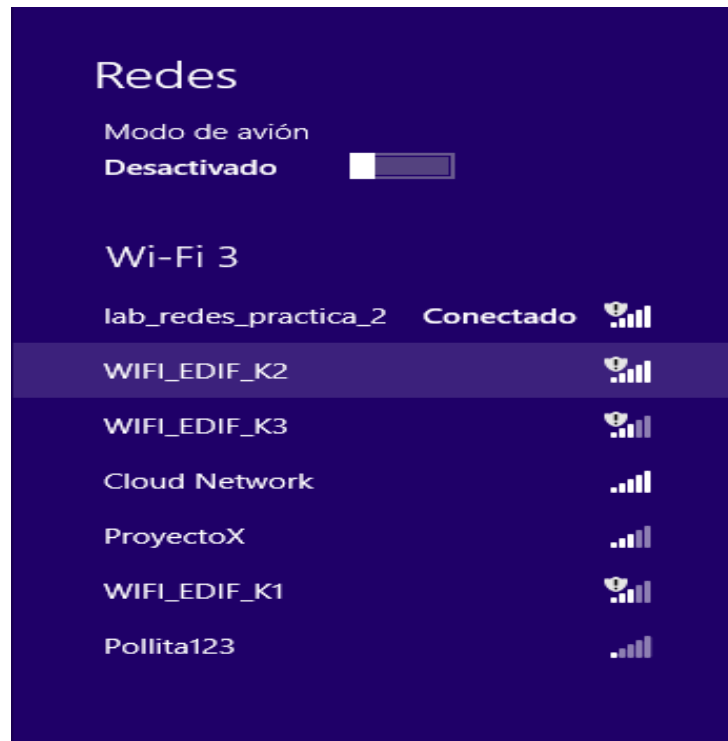 Redes
Modo de avión
Desactivado
Wi-Fi 3
lab_redes_practica_2 Conectado
WIFI_EDIF_K2
WIFI_EDIF_K3
Cloud Network
ProyectoX
WIFI_EDIF_K1
Pollita123